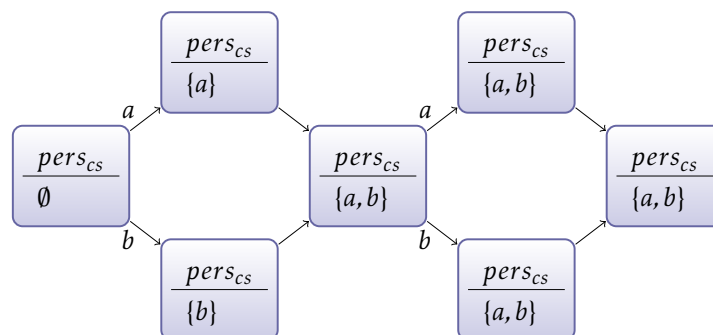 pers_cs
{a}
pers_cs
{a, b}
a
a
pers_cs
∅
pers_cs
{a, b}
pers_cs
{a, b}
b
b
pers_cs
{b}
pers_cs
{a, b}